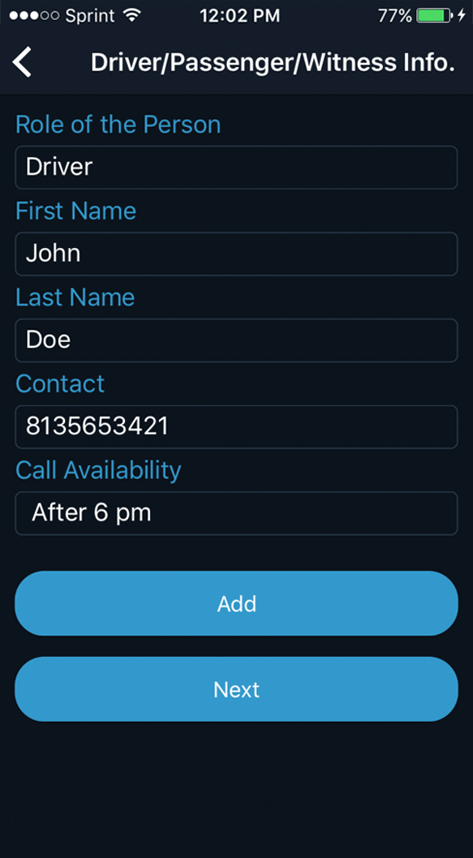 Sprint 12:02 PM 77%
Driver/Passenger/Witness Info.
Role of the Person
Driver
First Name
John
Last Name
Doe
Contact
8135653421
Call Availability
After 6 pm
Add
Next